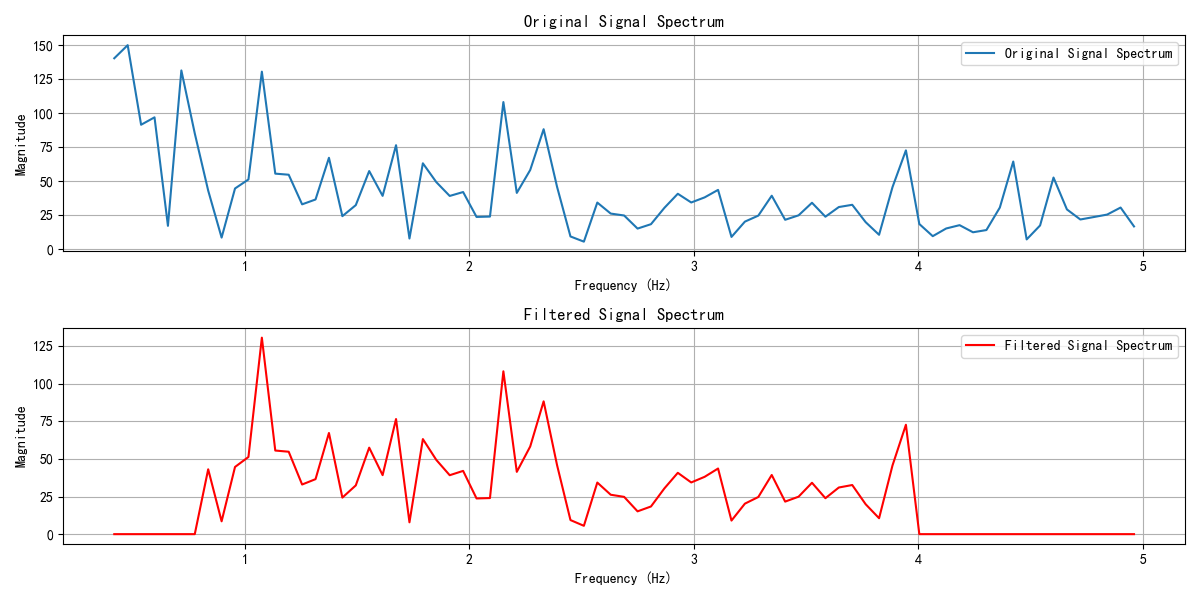 Original Signal Spectrum
Original Signal Spectrum
150
125
100
75
50
25
0
Magnitude
1 2 3 4 5
Frequency (Hz)
Filtered Signal Spectrum
Filtered Signal Spectrum
125
100
75
50
25
0
Magnitude
1 2 3 4 5
Frequency (Hz)